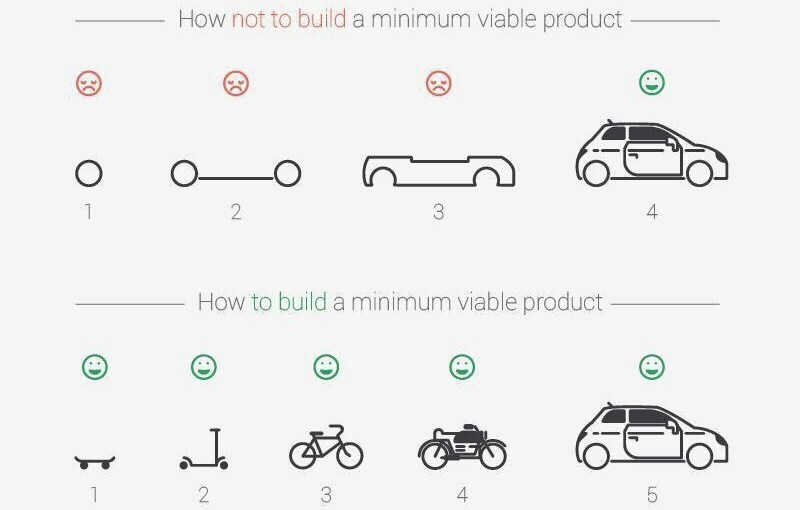 How not to build a minimum viable product
1 2 3 4
How to build a minimum viable product
1 2 3 4 5